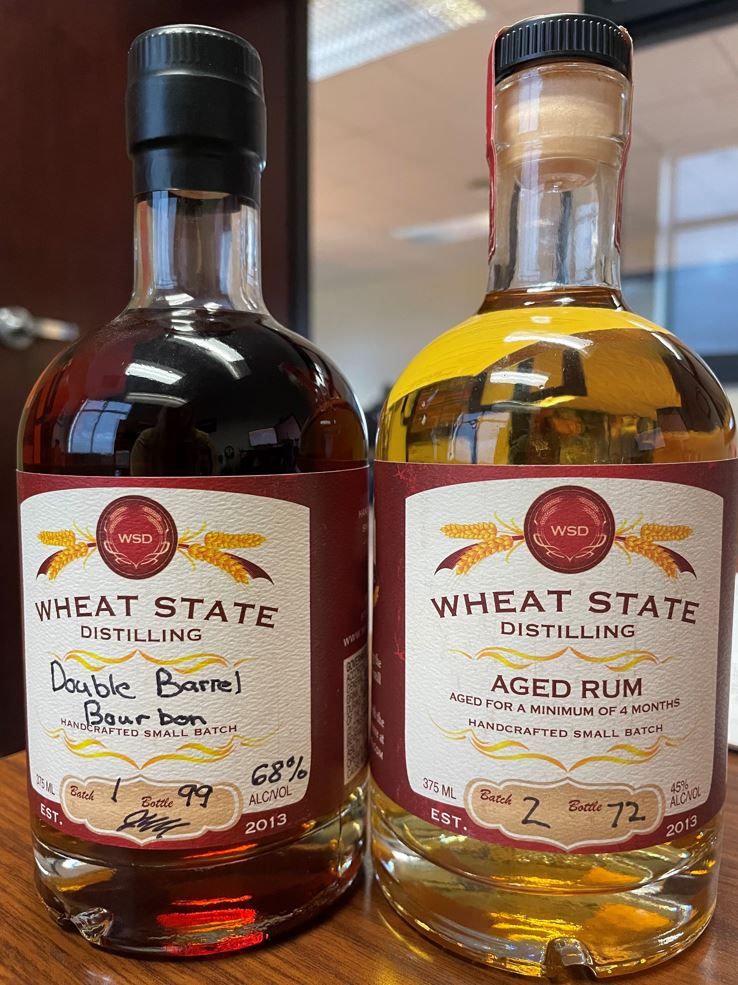 WSD
WHEAT STATE
DISTILLING
Double Barrel
Bourbon
HANDCRAFTED SMALL BATCH
375 ML
Batch 1 Bottle 99
68%
ALC/VOL
EST. 2013
WSD
WHEAT STATE
DISTILLING
AGED RUM
AGED FOR A MINIMUM OF 4 MONTHS
HANDCRAFTED SMALL BATCH
375 ML
Batch 2 Bottle 72
45%
ALC/VOL
EST. 2013